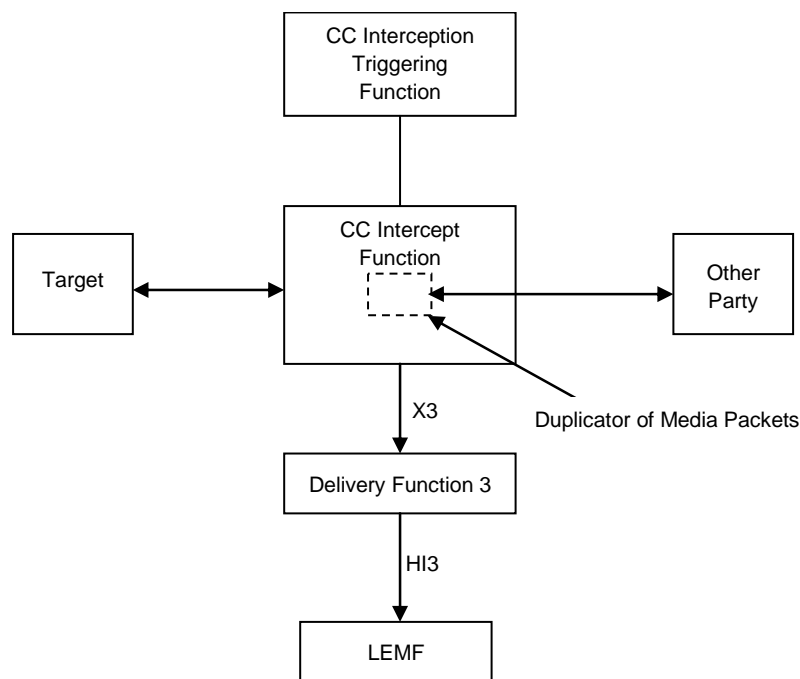 CC Interception
Triggering
Function
CC Intercept
Function
Target
Other
Party
X3
Duplicator of Media Packets
Delivery Function 3
HI3
LEMF